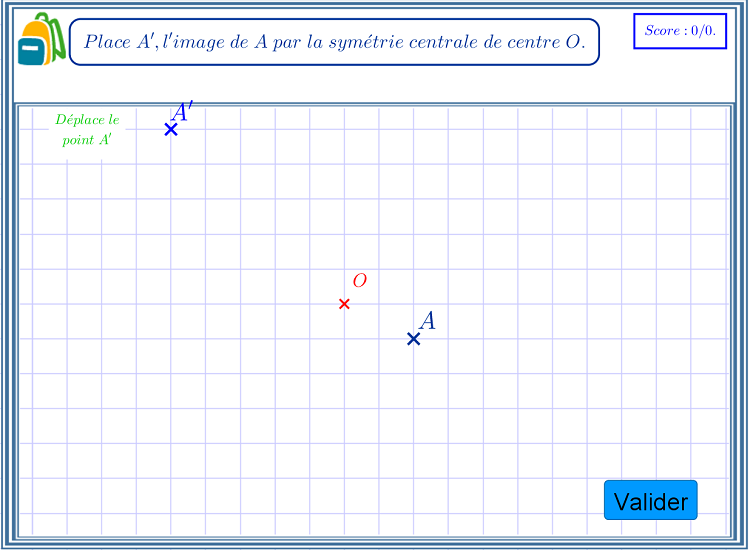 Place A′, l'image de A par la symétrie centrale de centre O.
Score : 0/0.
Déplace le
point A′
A′
O
A
Valider